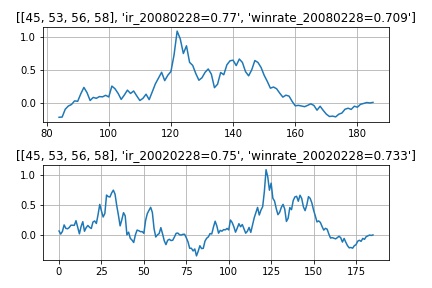 [[45, 53, 56, 58], 'ir_20080228=0.77', 'winrate_20080228=0.709']
1.0
0.5
0.0
80 100 120 140 160 180
[[45, 53, 56, 58], 'ir_20020228=0.75', 'winrate_20020228=0.733']
1.0
0.5
0.0
0 25 50 75 100 125 150 175